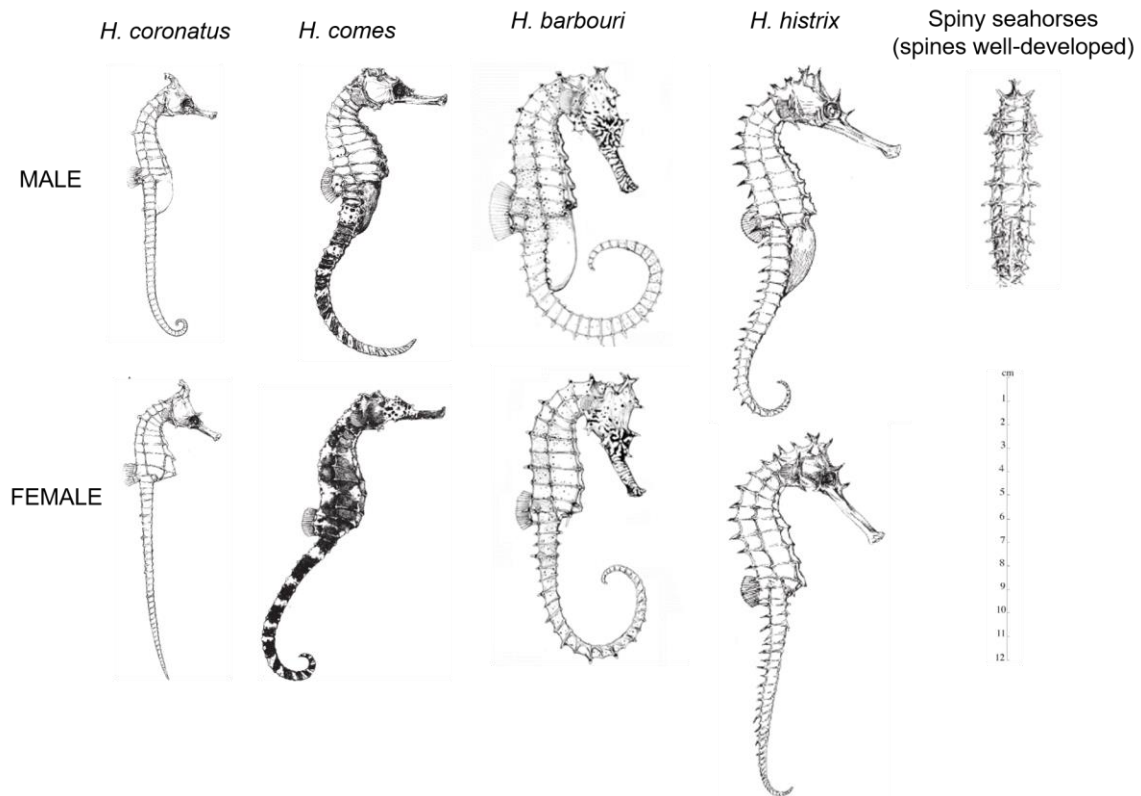 H. coronatus
H. comes
H. barbouri
H. histrix
Spiny seahorses
(spines well-developed)
MALE
FEMALE
cm
1
2
3
4
5
6
7
8
9
10
11
12